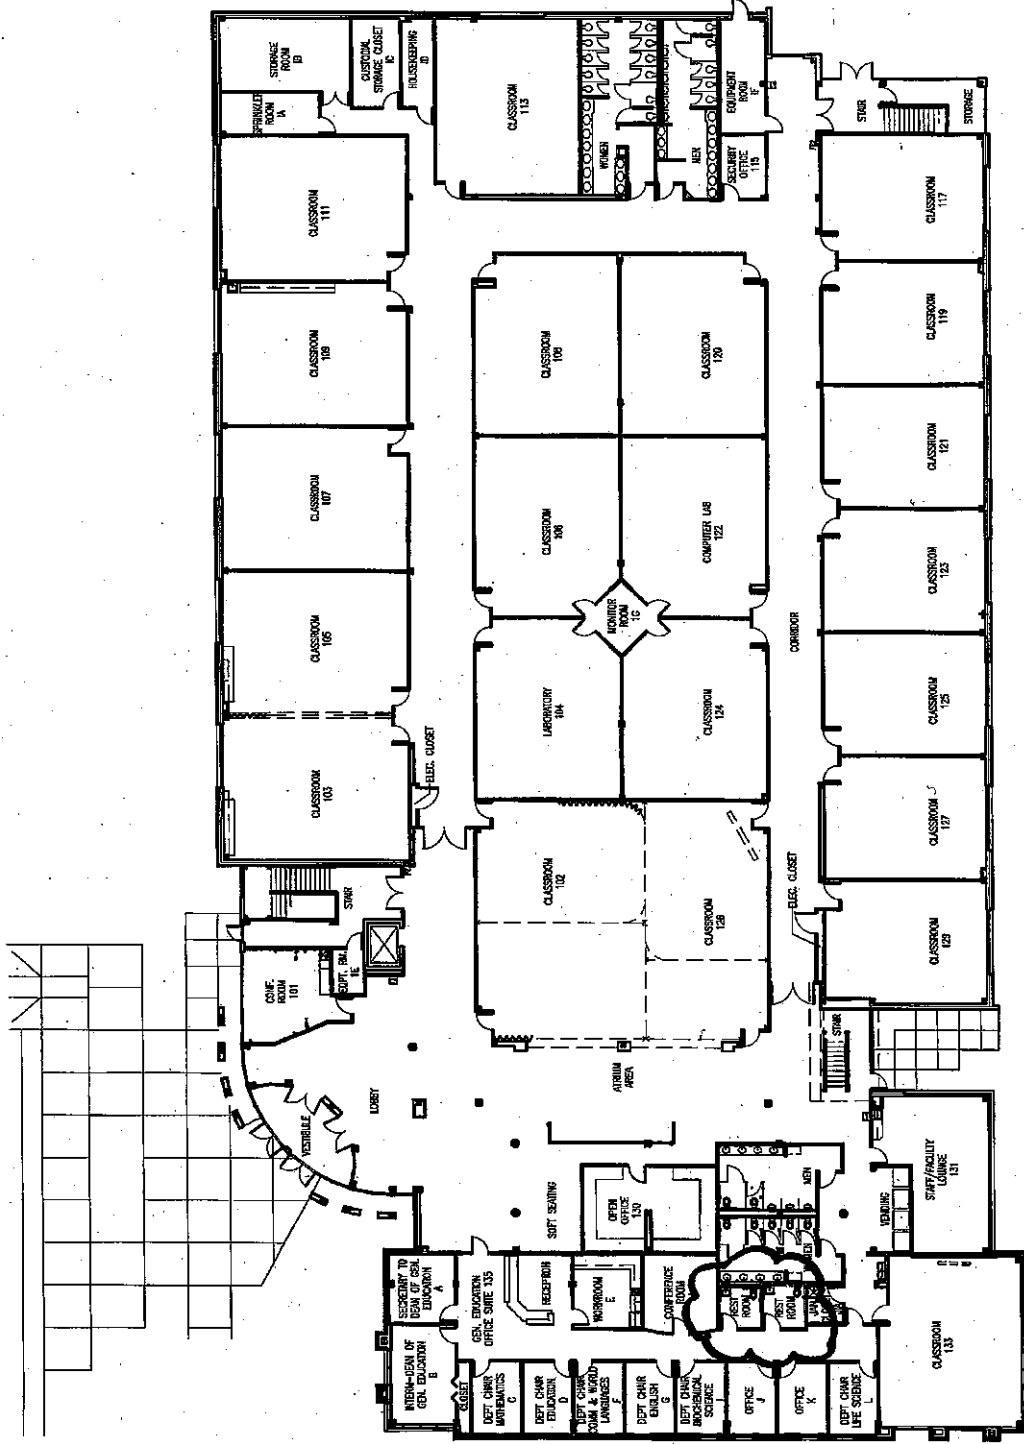 STORAGE
ROOM
1B
CUSTODIAL
STORAGE CLOSET
1C
HOUSEKEEPING
1D
SPRINKLER
ROOM
1A
CLASSROOM
113
WOMEN
MEN
EQUIPMENT
ROOM
1F
SECURITY
OFFICE
115
STAIR
STORAGE
CLASSROOM
111
CLASSROOM
117
CLASSROOM
109
CLASSROOM
108
CLASSROOM
120
CLASSROOM
119
CLASSROOM
107
CLASSROOM
106
COMPUTER LAB
122
CLASSROOM
121
CLASSROOM
105
MONITOR
ROOM
1G
CORRIDOR
CLASSROOM
123
CLASSROOM
103
ELEC. CLOSET
LABORATORY
104
CLASSROOM
124
CLASSROOM
125
CLASSROOM
127
STAIR
CLASSROOM
102
CLASSROOM
126
ELEC. CLOSET
CLASSROOM
129
CONF.
ROOM
101
EQPT. RM.
1E
STAIR
LOBBY
VESTIBULE
ATRIUM
AREA
SOFT SEATING
OPEN
OFFICE
130
MEN
VENDING
STAFF/FACULTY
LOUNGE
131
SECRETARY TO
DEAN OF GEN.
EDUCATION
A
GEN. EDUCATION
OFFICE SUITE 135
RECEPTION
WORKROOM
E
CONFERENCE
ROOM
REST
ROOM
REST
ROOM
INTERIM-DEAN OF
GEN. EDUCATION
B
CLOSET
DEPT CHAIR
MATHEMATICS
C
DEPT CHAIR
EDUCATION
D
DEPT CHAIR
COMM & WORLD
LANGUAGES
F
DEPT CHAIR
ENGLISH
G
DEPT CHAIR
BIOCHEMICAL
SCIENCE
I
OFFICE
J
OFFICE
K
DEPT CHAIR
LIFE SCIENCE
L
CLASSROOM
133